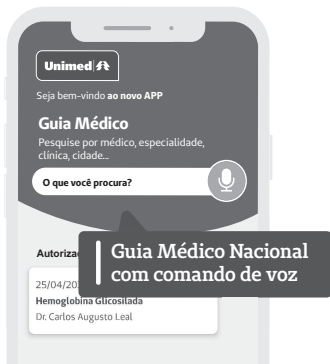 Unimed
Seja bem-vindo ao novo APP
Guia Médico
Pesquise por médico, especialidade,
clínica, cidade...
O que você procura?
Guia Médico Nacional
com comando de voz
25/04/20
Hemoglobina Glicosilada
Dr. Carlos Augusto Leal